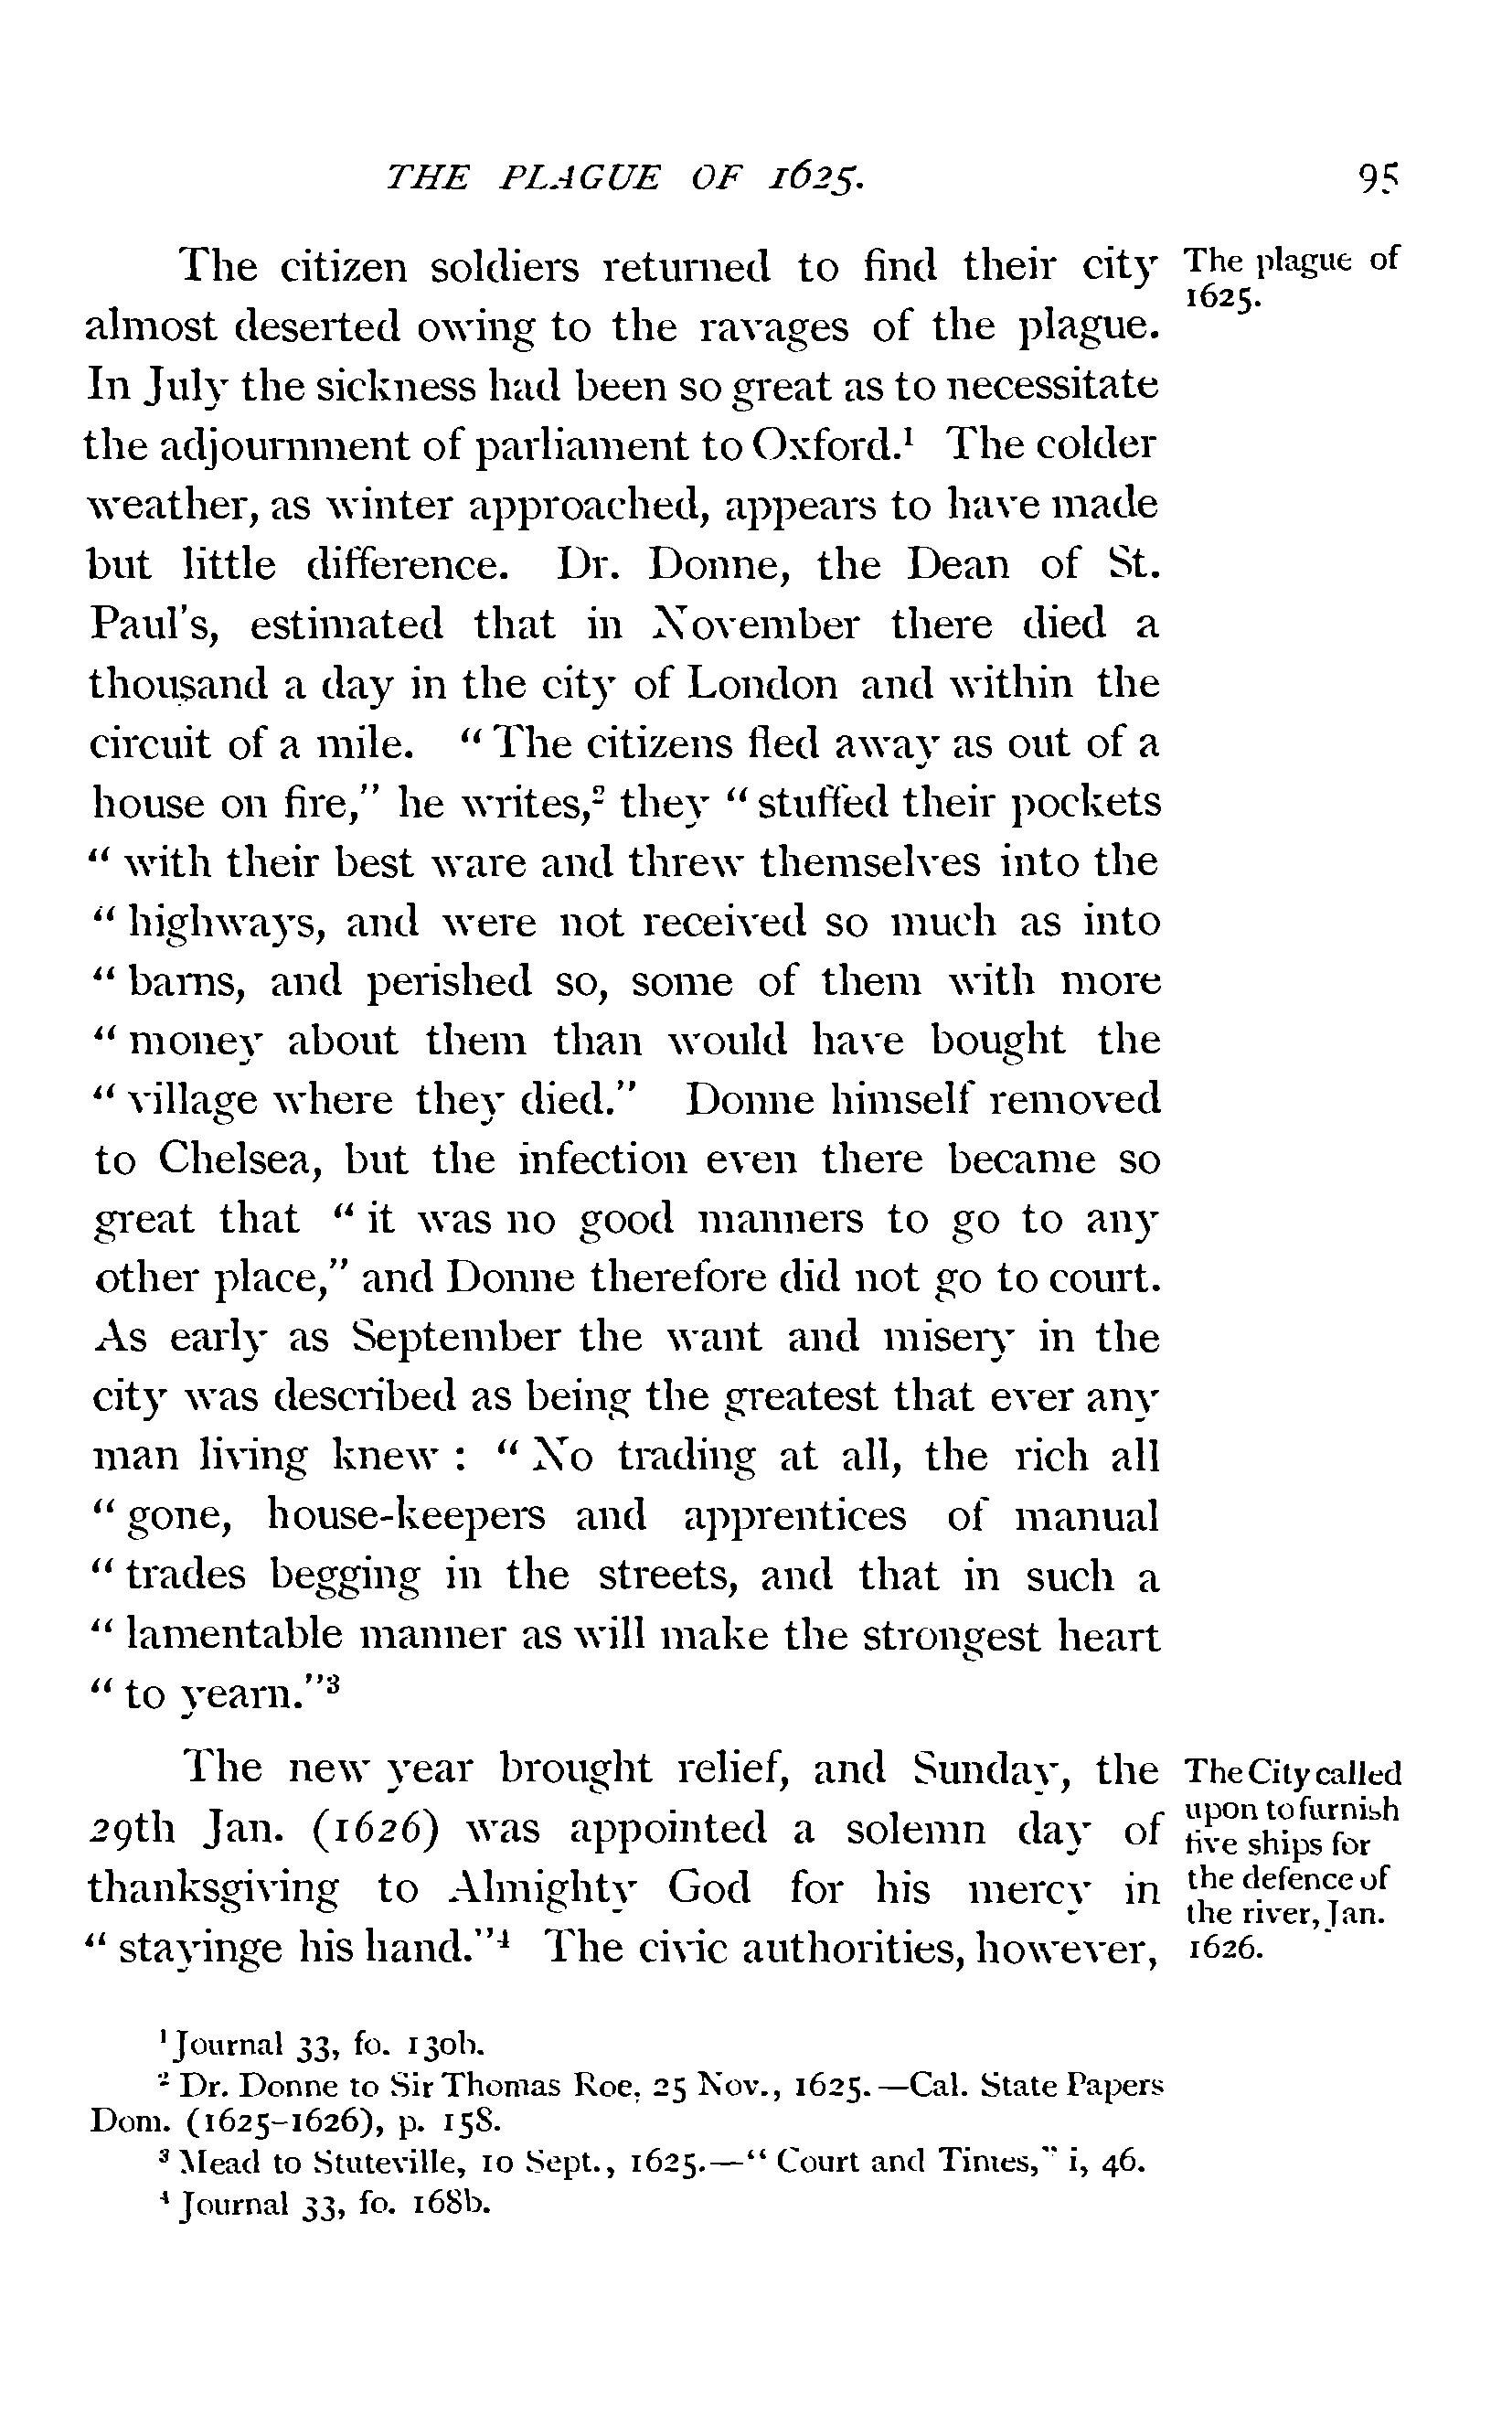 THE PLAGUE OF 1625. 95
The citizen soldiers returned to find their city
almost deserted owing to the ravages of the plague.
In July the sickness had been so great as to necessitate
the adjournment of parliament to Oxford.¹ The colder
weather, as winter approached, appears to have made
but little difference. Dr. Donne, the Dean of St.
Paul's, estimated that in November there died a
thousand a day in the city of London and within the
circuit of a mile. “ The citizens fled away as out of a
house on fire,” he writes,² they “ stuffed their pockets
“ with their best ware and threw themselves into the
“ highways, and were not received so much as into
“ barns, and perished so, some of them with more
“ money about them than would have bought the
“ village where they died.” Donne himself removed
to Chelsea, but the infection even there became so
great that “ it was no good manners to go to any
other place,” and Donne therefore did not go to court.
As early as September the want and misery in the
city was described as being the greatest that ever any
man living knew : “ No trading at all, the rich all
“ gone, house-keepers and apprentices of manual
“ trades begging in the streets, and that in such a
“ lamentable manner as will make the strongest heart
“ to yearn.”³
The plague of
1625.
The new year brought relief, and Sunday, the
29th Jan. (1626) was appointed a solemn day of
thanksgiving to Almighty God for his mercy in
“ stayinge his hand.”⁴ The civic authorities, however,
The City called
upon to furnish
five ships for
the defence of
the river, Jan.
1626.
¹ Journal 33, fo. 130b.
² Dr. Donne to Sir Thomas Roe, 25 Nov., 1625.—Cal. State Papers
Dom. (1625-1626), p. 158.
³ Mead to Stuteville, 10 Sept., 1625.—“ Court and Times,” i, 46.
⁴ Journal 33, fo. 168b.